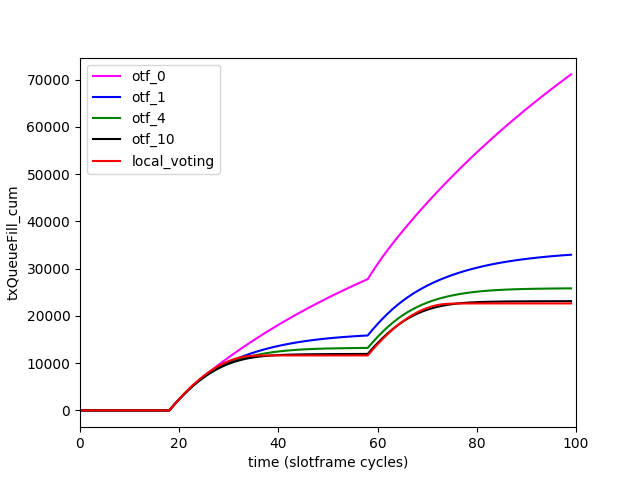 70000
60000
50000
40000
30000
20000
10000
0
txQueueFill_cum
otf_0
otf_1
otf_4
otf_10
local_voting
0 20 40 60 80 100
time (slotframe cycles)